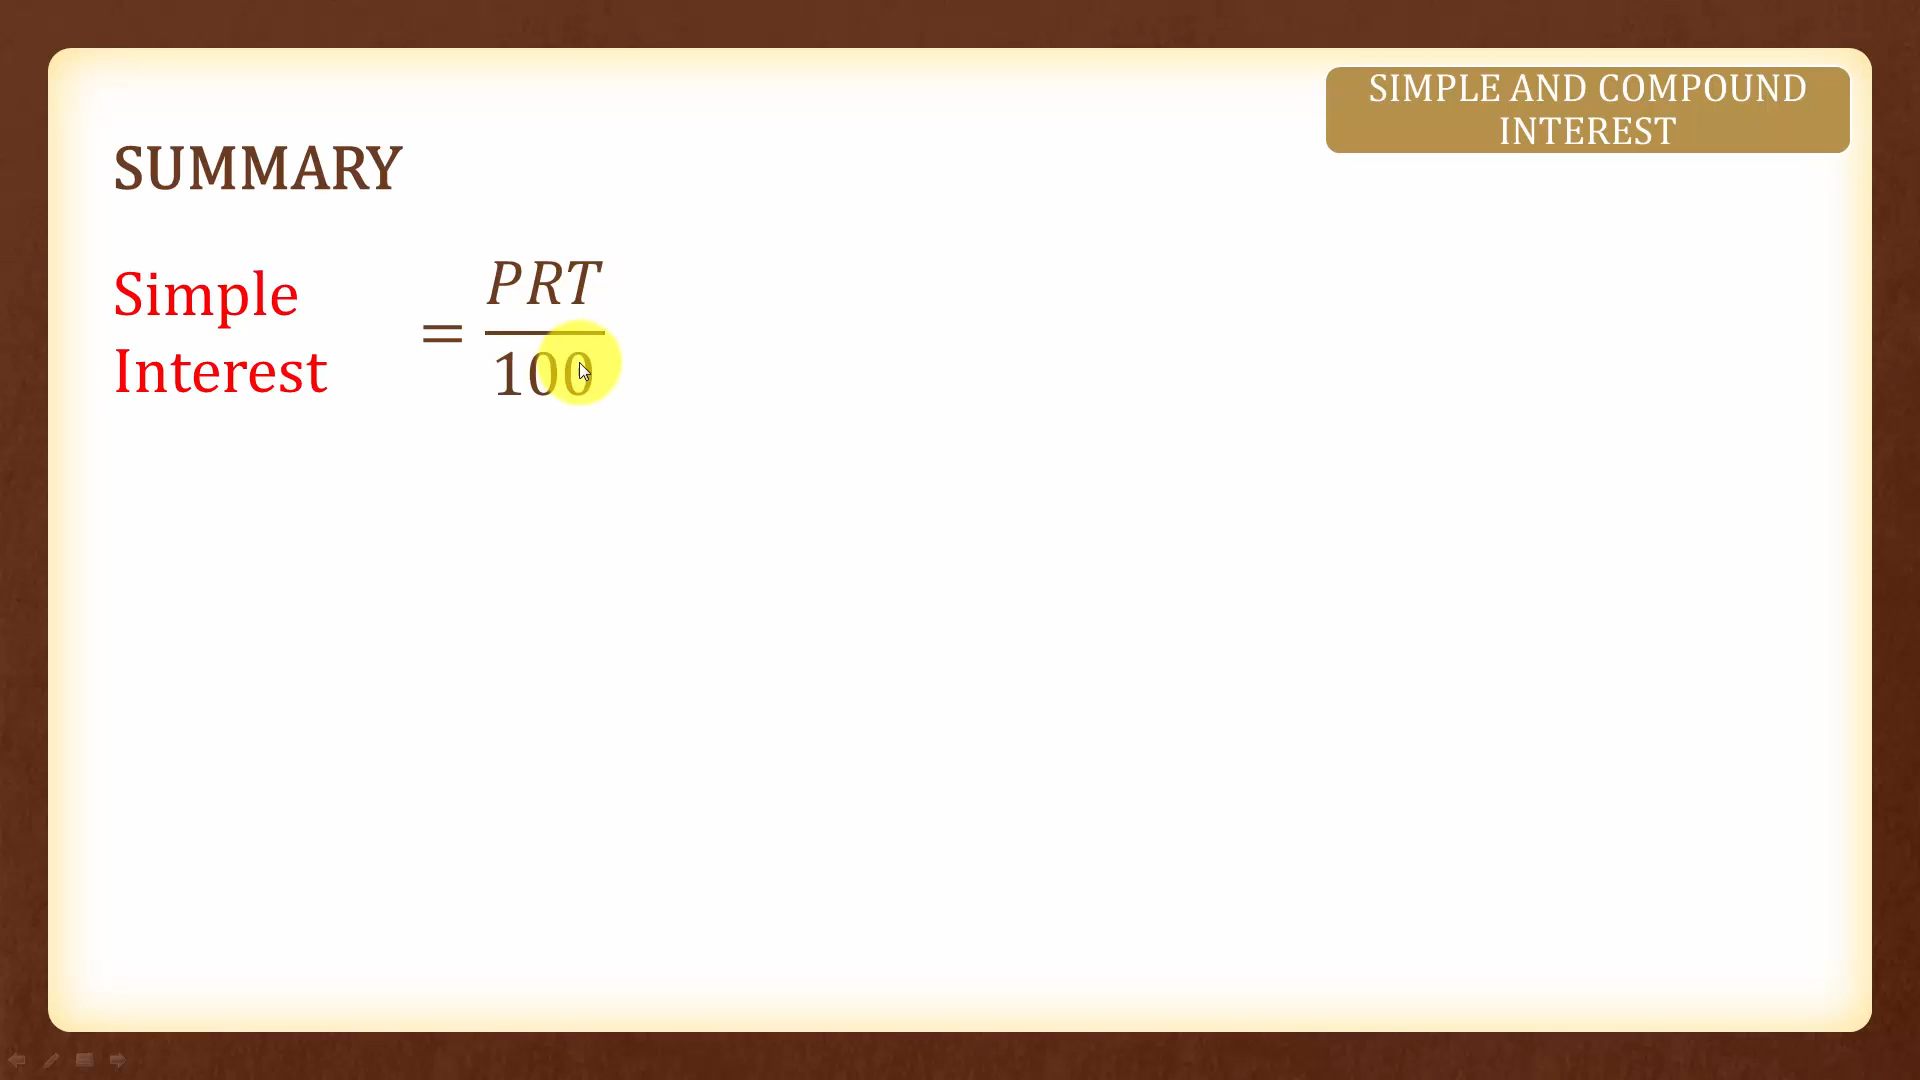 SIMPLE AND COMPOUND
INTEREST
SUMMARY
Simple
Interest
= PRT
100